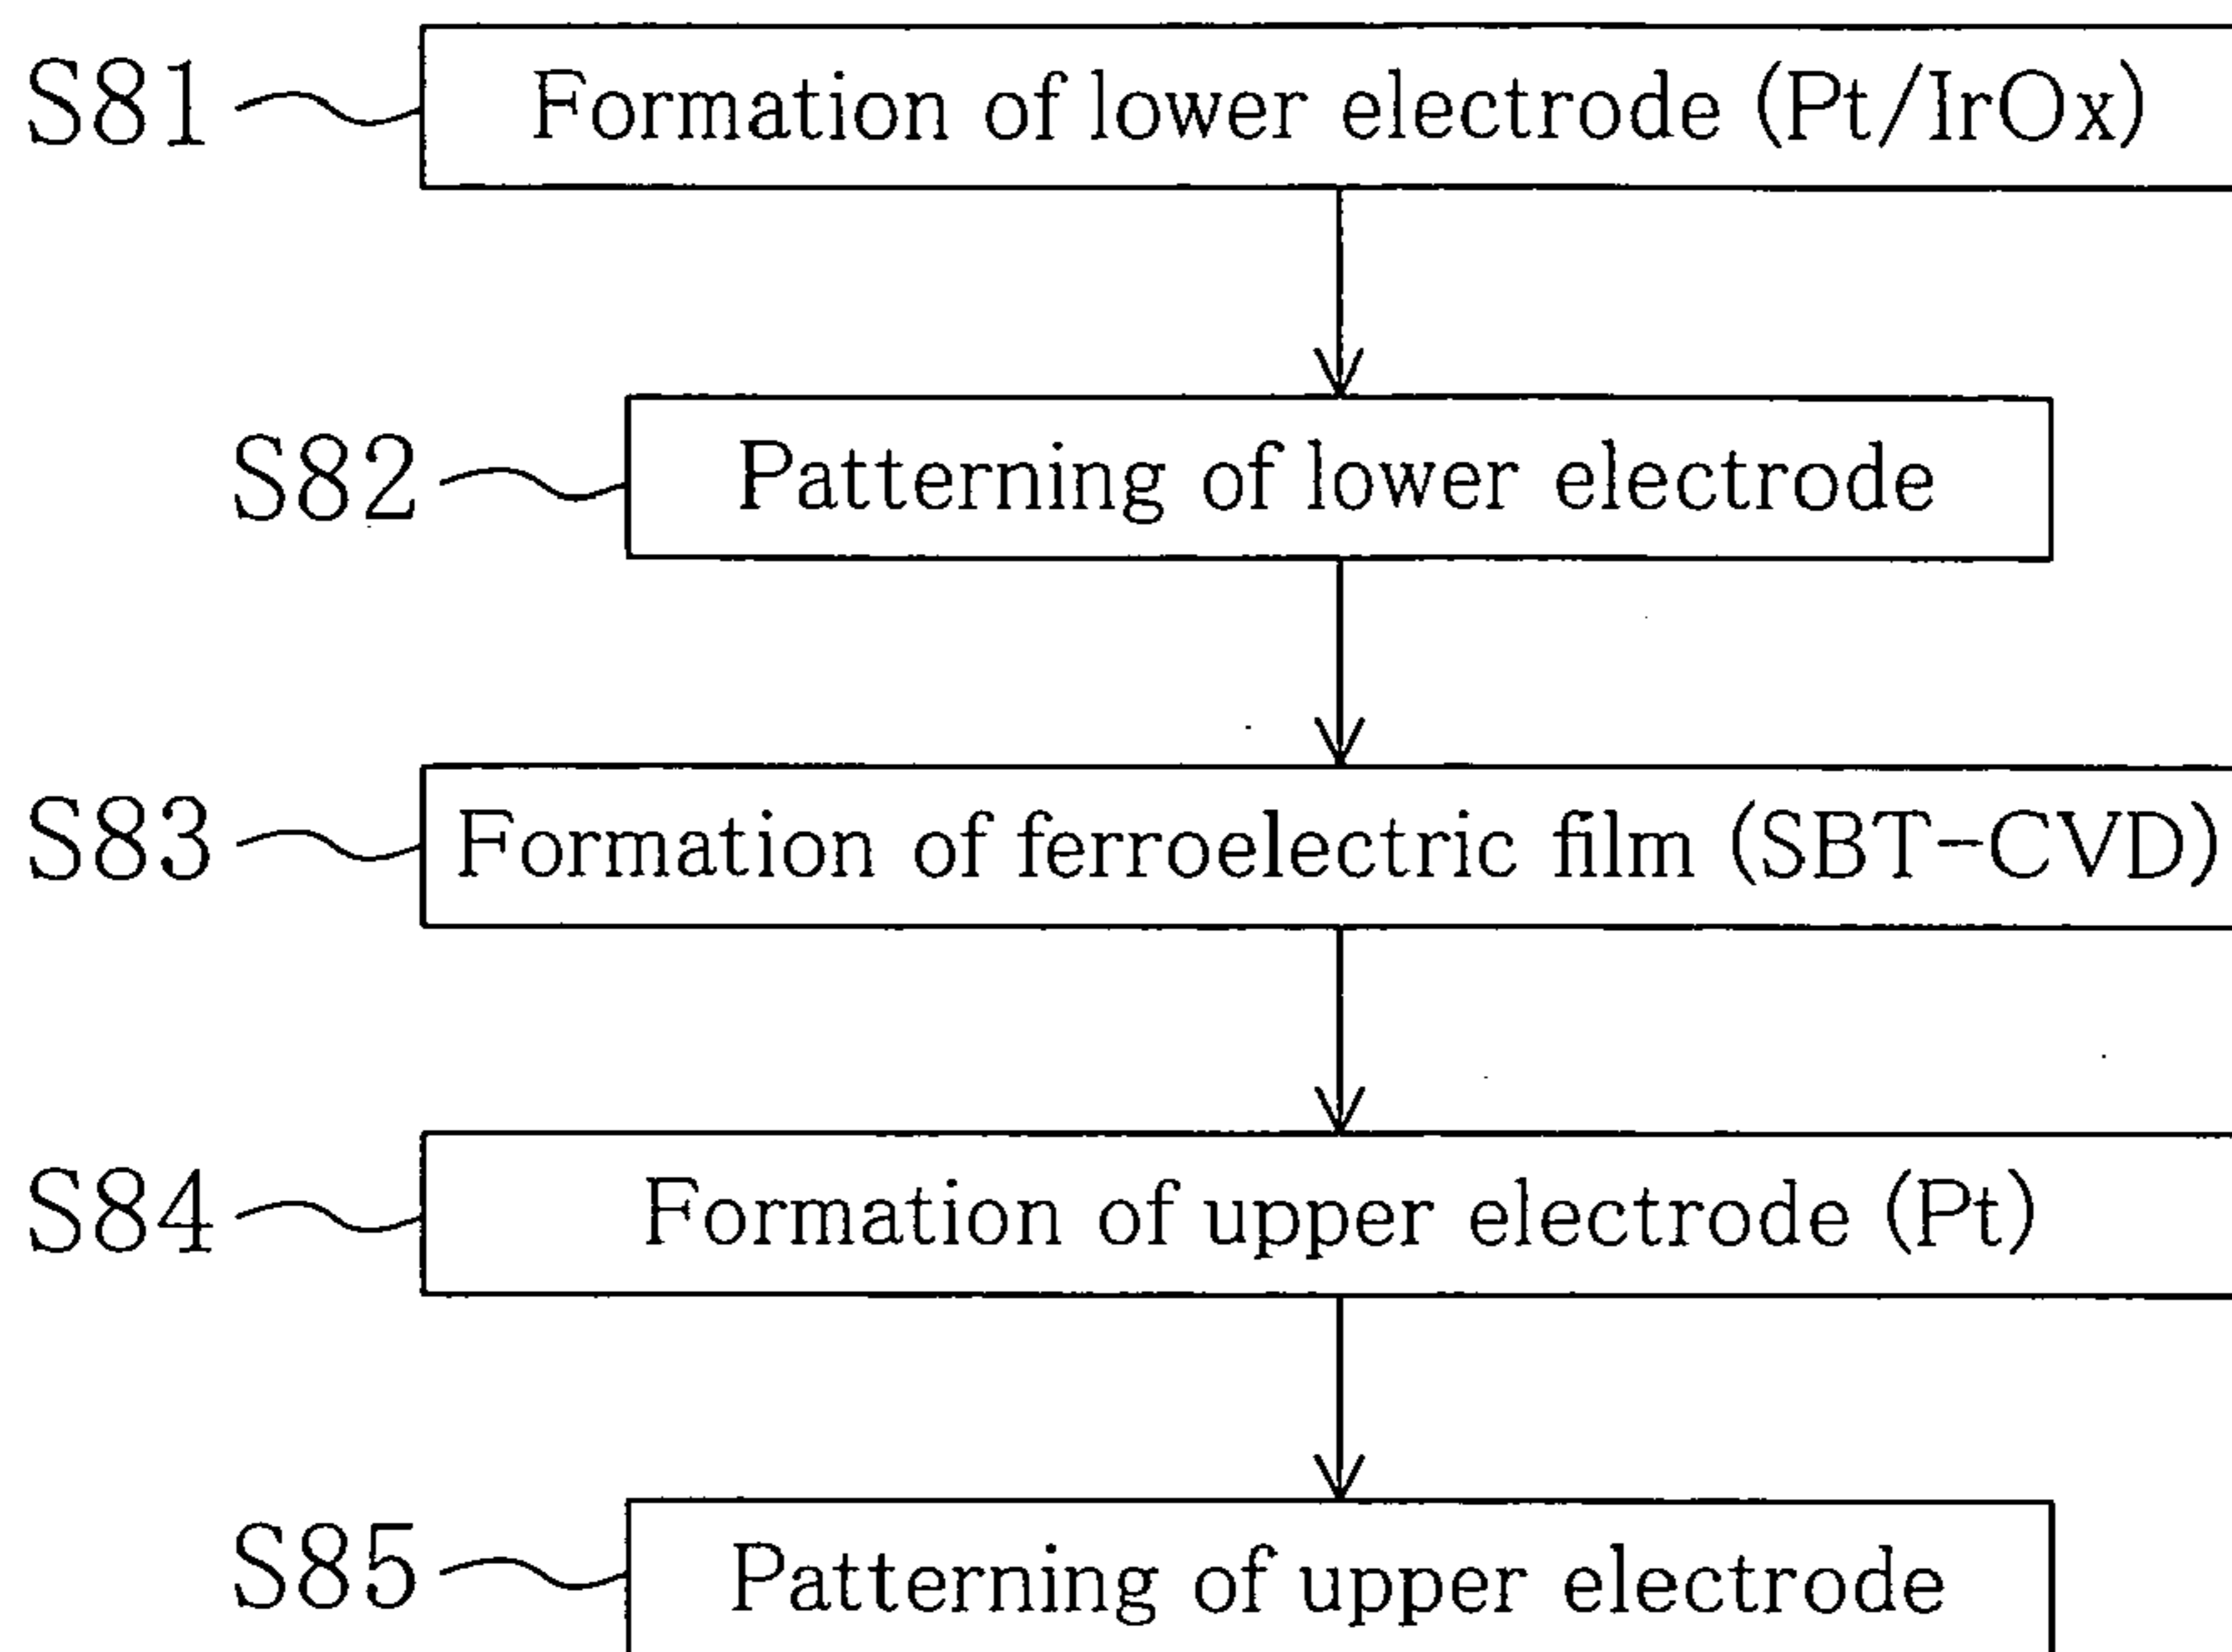 S81 Formation of lower electrode (Pt/IrOx)
S82 Patterning of lower electrode
S83 Formation of ferroelectric film (SBT-CVD)
S84 Formation of upper electrode (Pt)
S85 Patterning of upper electrode